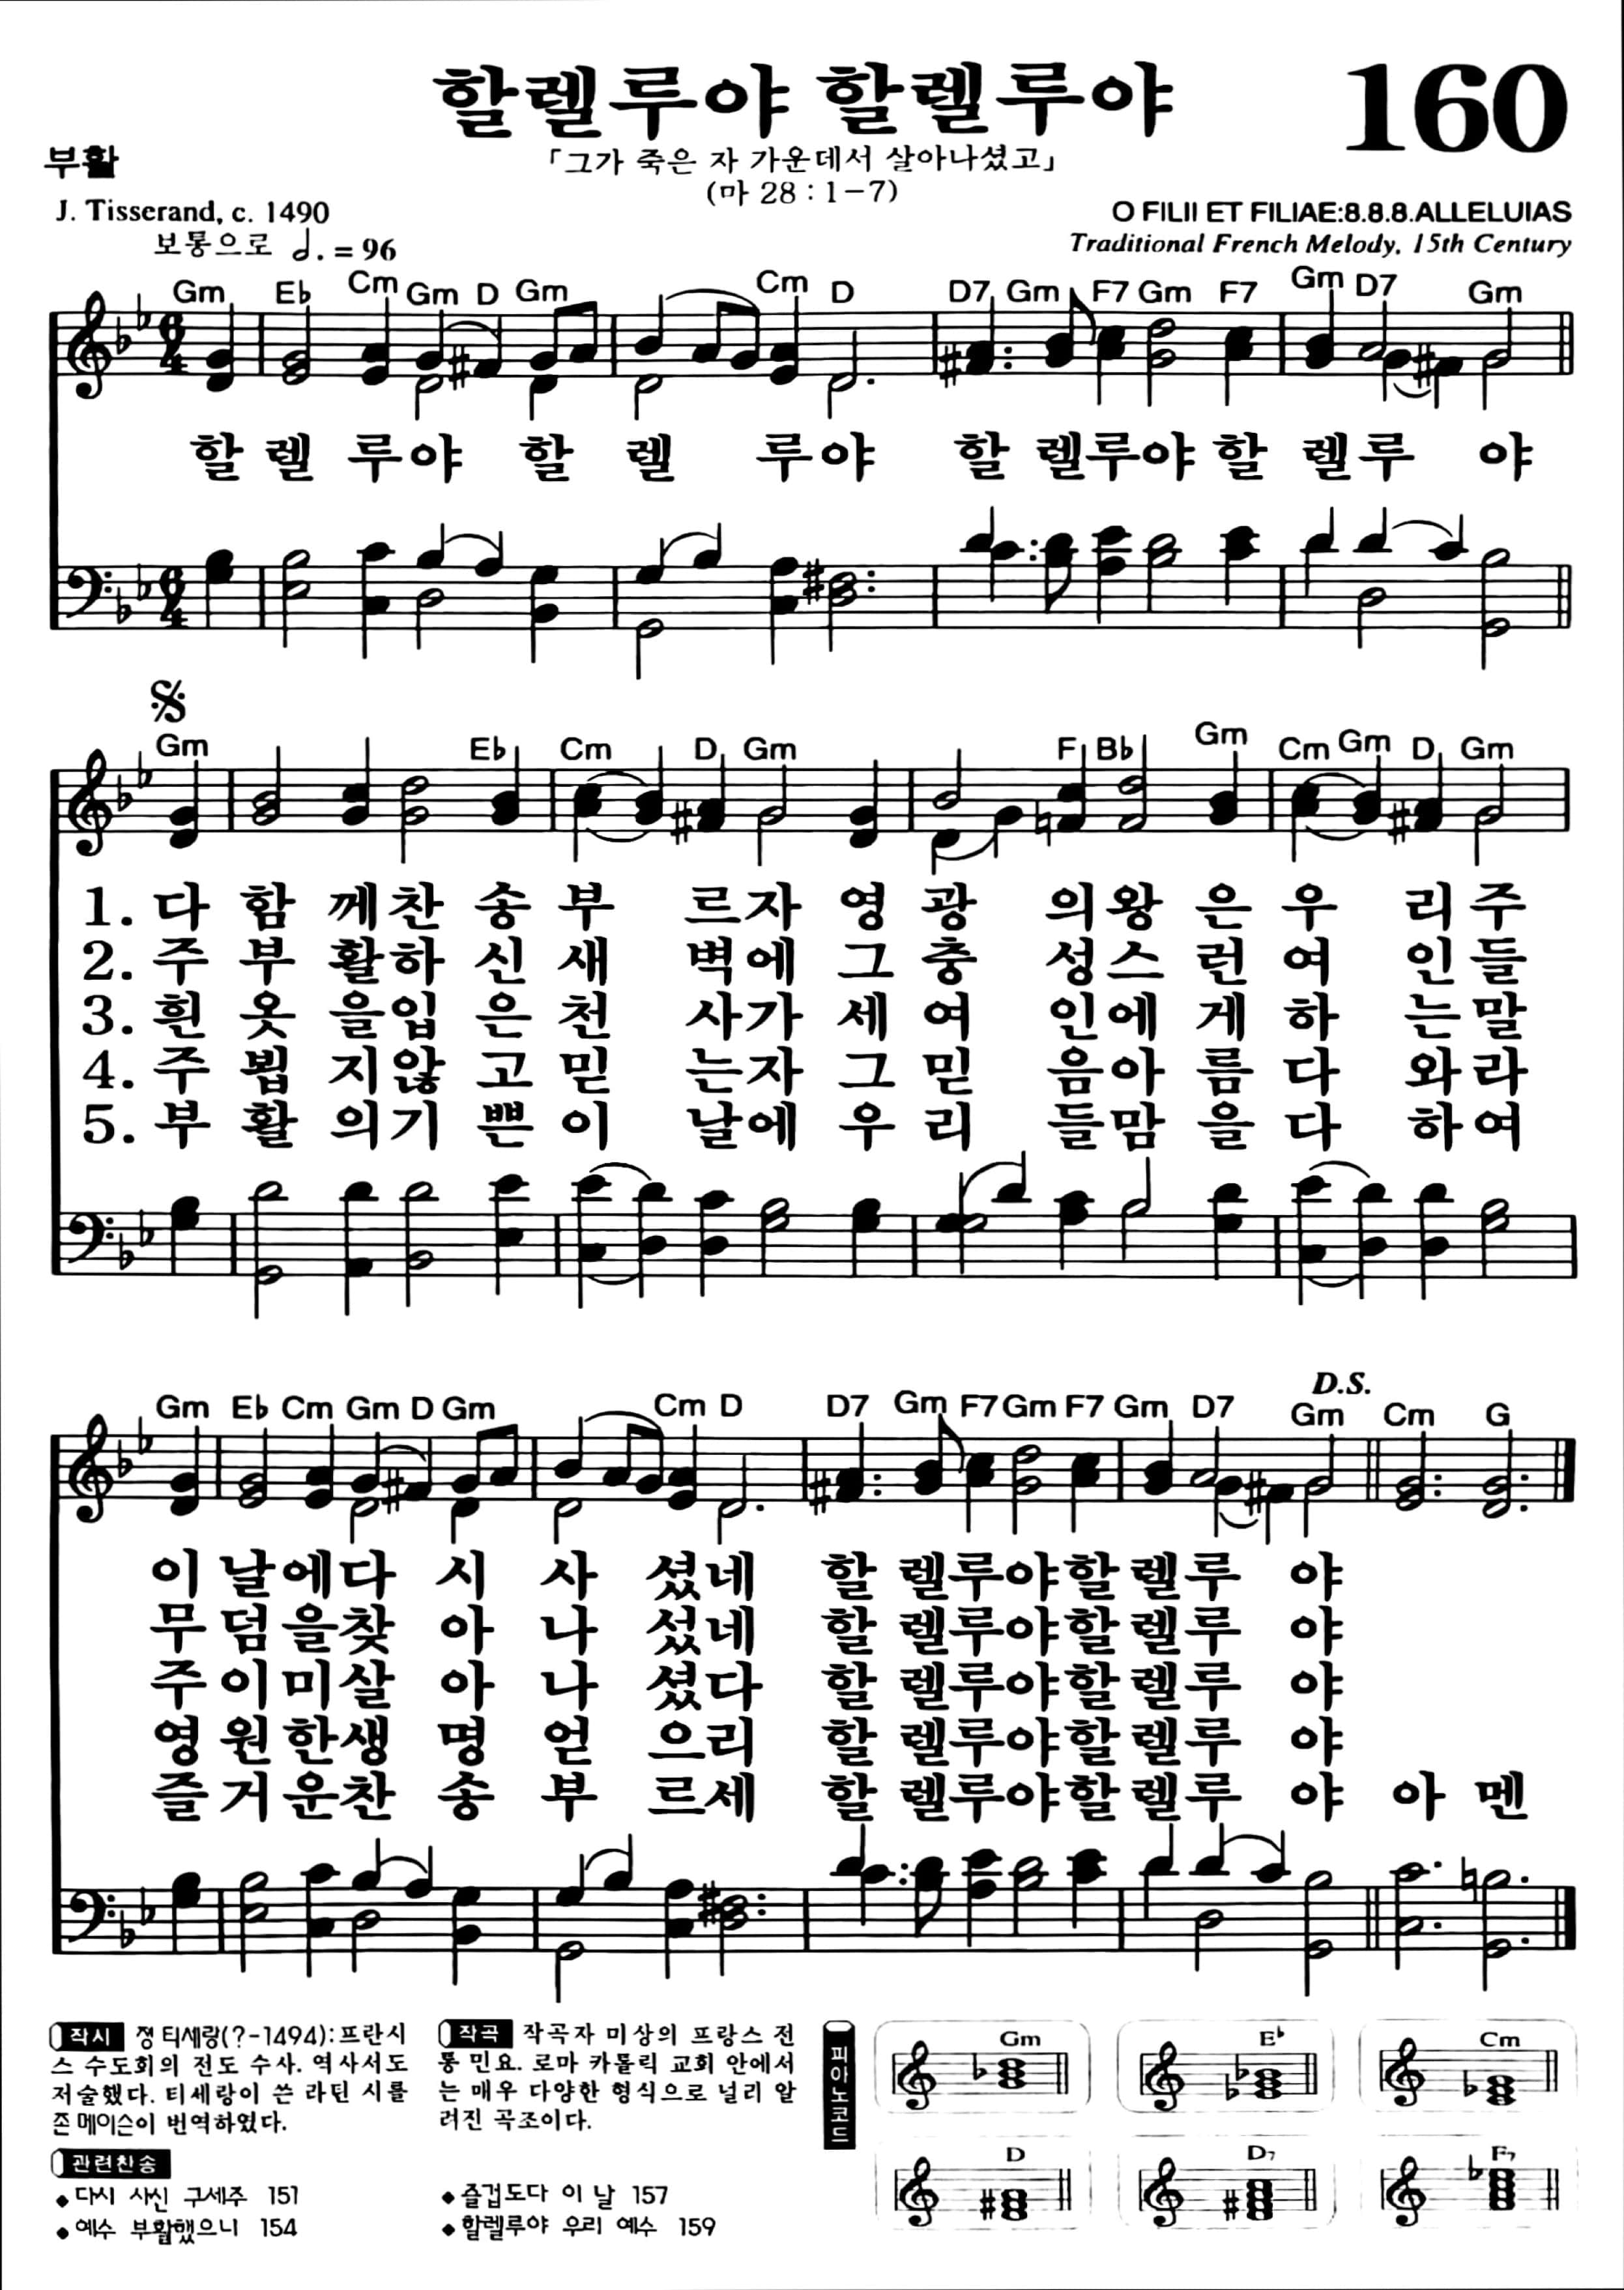 할렐루야 할렐루야
160
부활
「그가 죽은 자 가운데서 살아나셨고」
(마 28 : 1-7)
J. Tisserand, c. 1490
O FILII ET FILIAE:8.8.8.ALLELUIAS
보통으로 𝅗𝅥. = 96
Traditional French Melody, 15th Century
Gm E♭ Cm Gm D Gm Cm D D7 Gm F7 Gm F7 Gm D7 Gm
할 렐 루야 할 렐 루야 할 렐루야 할 렐루 야
Gm E♭ Cm D Gm F B♭ Gm Cm Gm D Gm
1. 다 함 께찬 송 부 르자 영 광 의왕 은 우 리주
2. 주 부 활하 신 새 벽에 그 충 성스 런 여 인들
3. 흰 옷 을입 은 천 사가 세 여 인에 게 하 는말
4. 주 뵙 지않 고 믿 는자 그 믿 음아 름 다 와라
5. 부 활 의기 쁜 이 날에 우 리 들맘 을 다 하여
D.S.
Gm E♭ Cm Gm D Gm Cm D D7 Gm F7 Gm F7 Gm D7 Gm Cm G
이 날에다 시 사 셨네 할 렐루야할 렐루 야
무 덤을찾 아 나 섰네 할 렐루야할 렐루 야
주 이미살 아 나 셨다 할 렐루야할 렐루 야
영 원한생 명 얻 으리 할 렐루야할 렐루 야
즐 거운찬 송 부 르세 할 렐루야할 렐루 야 아 멘
작시 졍 티세랑(?-1494):프란시
스 수도회의 전도 수사. 역사서도
저술했다. 티세랑이 쓴 라틴 시를
존 메이슨이 번역하였다.
작곡 작곡자 미상의 프랑스 전
통 민요. 로마 카톨릭 교회 안에서
는 매우 다양한 형식으로 널리 알
려진 곡조이다.
관련찬송
◆다시 사신 구세주 151
◆예수 부활했으니 154
◆즐겁도다 이 날 157
◆할렐루야 우리 예수 159
피아노코드
Gm E♭ Cm
D D7 F7